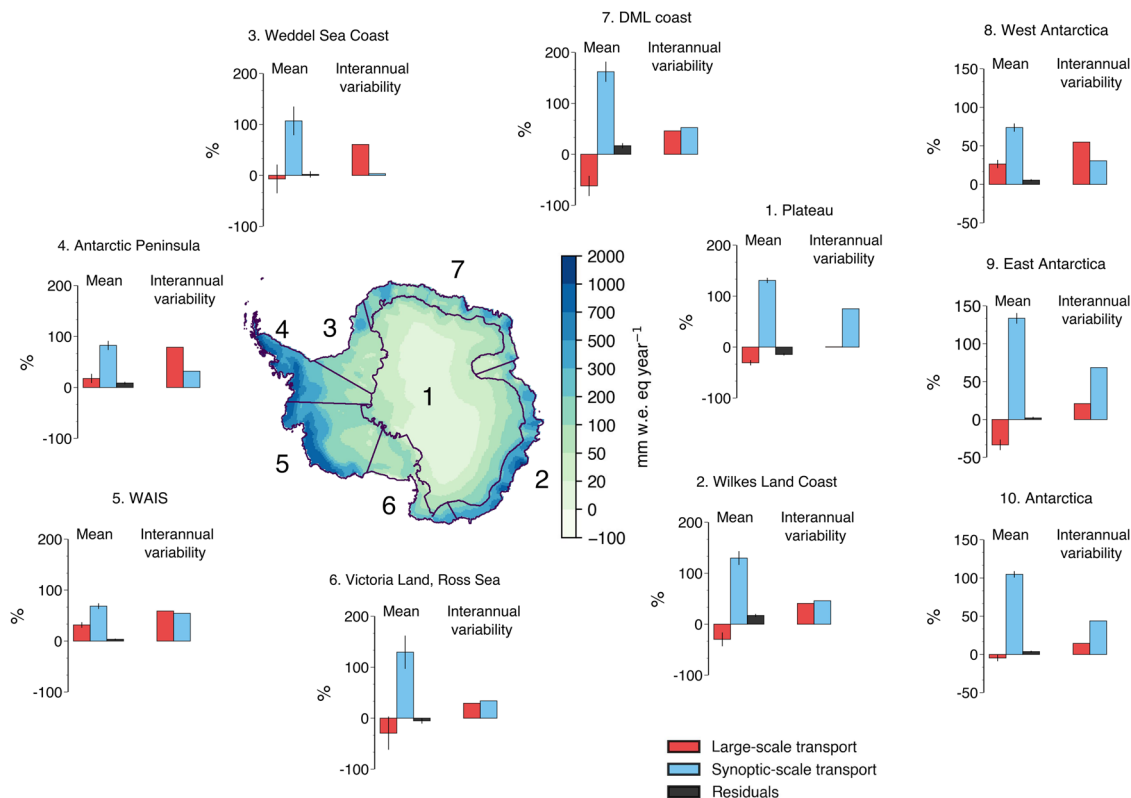 3. Weddel Sea Coast
Mean
Interannual
variability
200
100
0
-100
%
7. DML coast
Mean
Interannual
variability
200
100
0
-100
%
8. West Antarctica
Mean
Interannual
variability
150
100
50
0
-50
%
4. Antarctic Peninsula
Mean
Interannual
variability
200
100
0
-100
%
1. Plateau
Mean
Interannual
variability
200
100
0
-100
%
9. East Antarctica
Mean
Interannual
variability
150
100
50
0
-50
%
7
4
3
1
5
2
6
2000
1000
700
500
300
200
100
50
20
0
−100
mm w.e. eq year−1
5. WAIS
Mean
Interannual
variability
200
100
0
-100
%
6. Victoria Land, Ross Sea
Mean
Interannual
variability
200
100
0
-100
%
2. Wilkes Land Coast
Mean
Interannual
variability
200
100
0
-100
%
10. Antarctica
Mean
Interannual
variability
150
100
50
0
-50
%
Large-scale transport
Synoptic-scale transport
Residuals